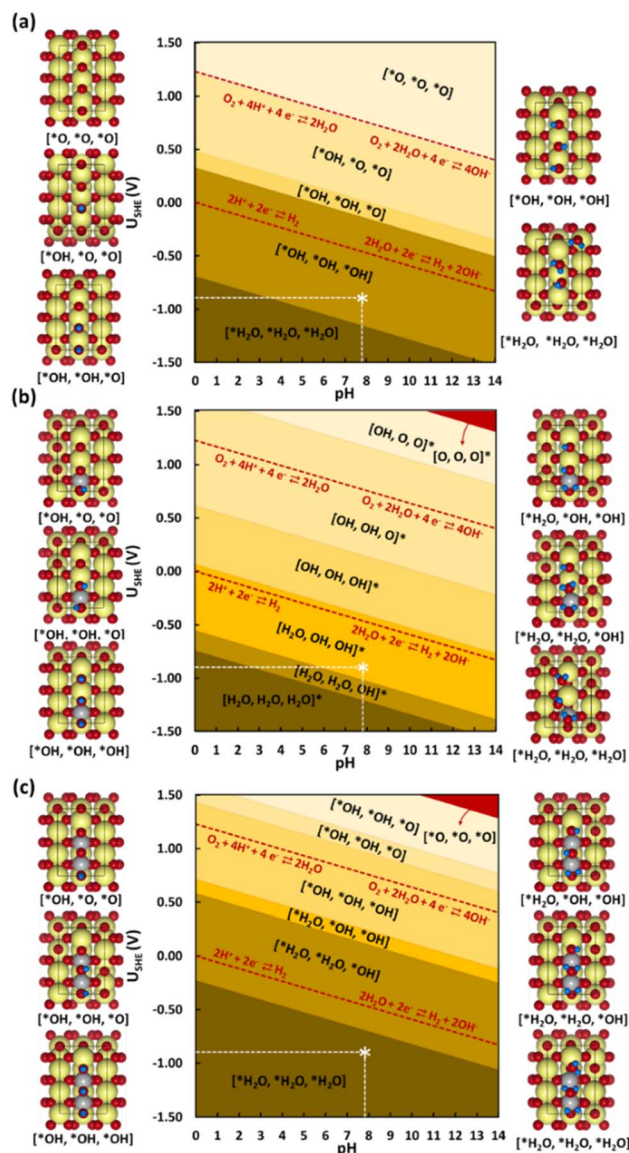 (a)
[*O, *O, *O]
[*OH, *O, *O]
[*OH, *OH,*O]
U_SHE (V)
1.50
1.00
0.50
0.00
-0.50
-1.00
-1.50
[*O, *O, *O]
O₂ + 4H⁺ + 4 e⁻ ⇌ 2H₂O
O₂ + 2H₂O + 4 e⁻ ⇌ 4OH⁻
[*OH, *O, *O]
[*OH, *OH, *O]
2H⁺ + 2e⁻ ⇌ H₂
2H₂O + 2e⁻ ⇌ H₂ + 2OH⁻
[*OH, *OH, *OH]
[*H₂O, *H₂O, *H₂O]
0 1 2 3 4 5 6 7 8 9 10 11 12 13 14
pH
[*OH, *OH, *OH]
[*H₂O, *H₂O, *H₂O]
(b)
[*OH, *O, *O]
[*OH, *OH, *O]
[*OH, *OH, *OH]
U_SHE (V)
1.50
1.00
0.50
0.00
-0.50
-1.00
-1.50
[OH, O, O]*
[O, O, O]*
O₂ + 4H⁺ + 4 e⁻ ⇌ 2H₂O
O₂ + 2H₂O + 4 e⁻ ⇌ 4OH⁻
[OH, OH, O]*
[OH, OH, OH]*
2H⁺ + 2e⁻ ⇌ H₂
2H₂O + 2e⁻ ⇌ H₂ + 2OH⁻
[H₂O, OH, OH]*
[H₂O, H₂O, OH]*
[H₂O, H₂O, H₂O]*
0 1 2 3 4 5 6 7 8 9 10 11 12 13 14
pH
[*H₂O, *OH, *OH]
[*H₂O, *H₂O, *OH]
[*H₂O, *H₂O, *H₂O]
(c)
[*OH, *O, *O]
[*OH, *OH, *O]
[*OH, *OH, *OH]
U_SHE (V)
1.50
1.00
0.50
0.00
-0.50
-1.00
-1.50
[*OH, *OH, *O]
[*O, *O, *O]
[*OH, *OH, *O]
O₂ + 4H⁺ + 4 e⁻ ⇌ 2H₂O
O₂ + 2H₂O + 4 e⁻ ⇌ 4OH⁻
[*OH, *OH, *OH]
[*H₂O, *OH, *OH]
[*H₂O, *H₂O, *OH]
2H⁺ + 2e⁻ ⇌ H₂
2H₂O + 2e⁻ ⇌ H₂ + 2OH⁻
[*H₂O, *H₂O, *H₂O]
0 1 2 3 4 5 6 7 8 9 10 11 12 13 14
pH
[*H₂O, *OH, *OH]
[*H₂O, *H₂O, *OH]
[*H₂O, *H₂O, *H₂O]